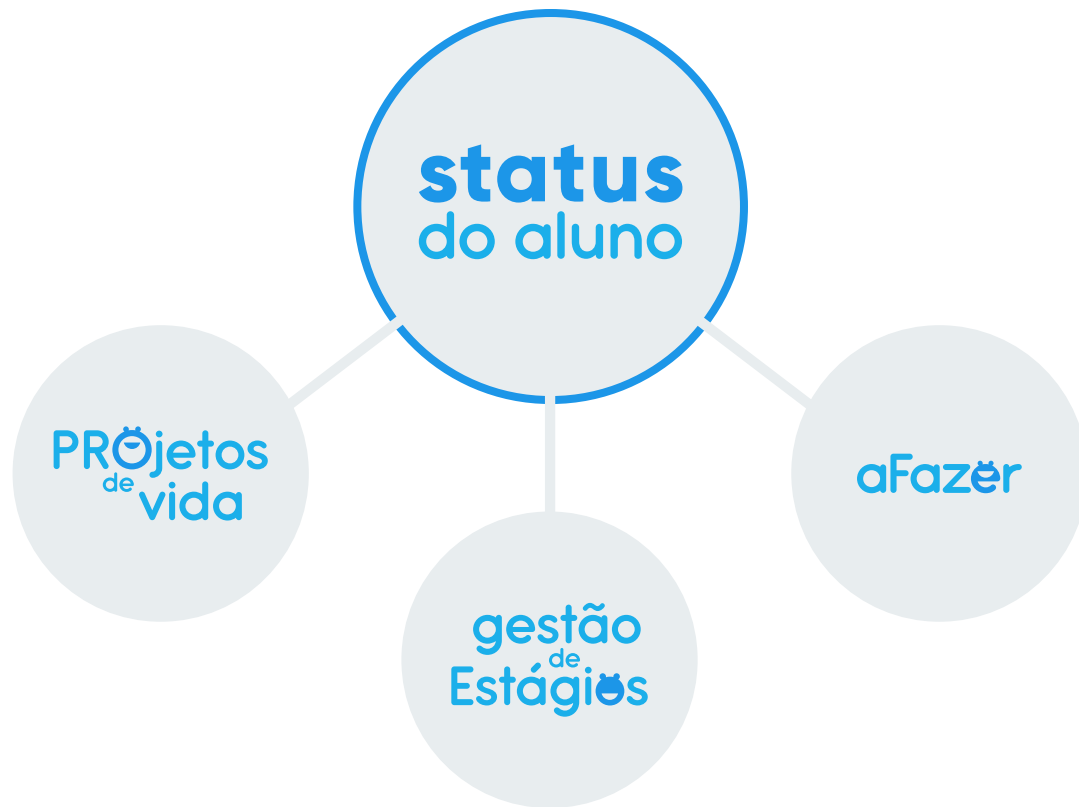 status
do aluno
PROjetos
de
vida
aFazer
gestão
de
Estágios